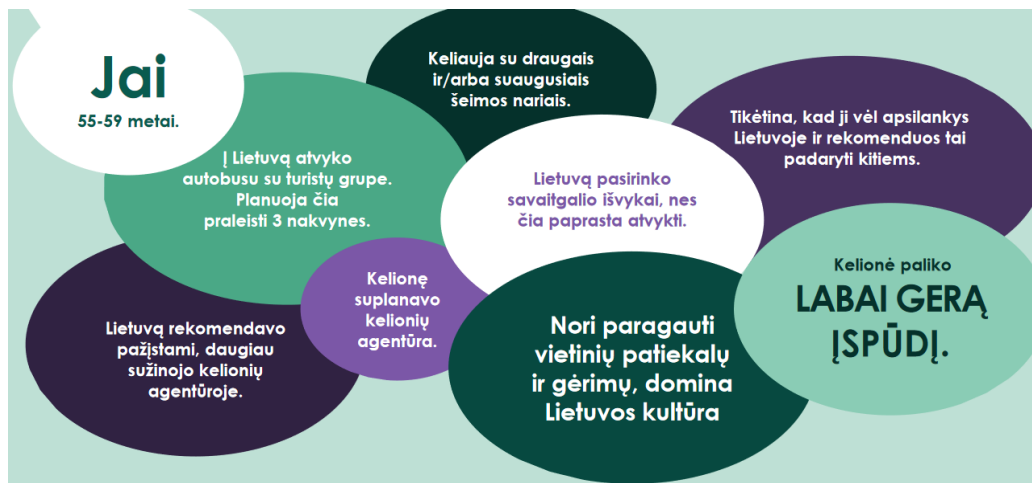 Jai
55-59 metai.
Keliauja su draugais
ir/arba suaugusiais
šeimos nariais.
Tikėtina, kad ji vėl apsilankys
Lietuvoje ir rekomenduos tai
padaryti kitiems.
Į Lietuvą atvyko
autobusu su turistų grupe.
Planuoja čia
praleisti 3 nakvynes.
Lietuvą pasirinko
savaitgalio išvykai, nes
čia paprasta atvykti.
Kelionę
suplanavo
kelionių
agentūra.
Kelionė paliko
LABAI GERĄ
ĮSPŪDĮ.
Lietuvą rekomendavo
pažįstami, daugiau
sužinojo kelionių
agentūroje.
Nori paragauti
vietinių patiekalų
ir gėrimų, domina
Lietuvos kultūra